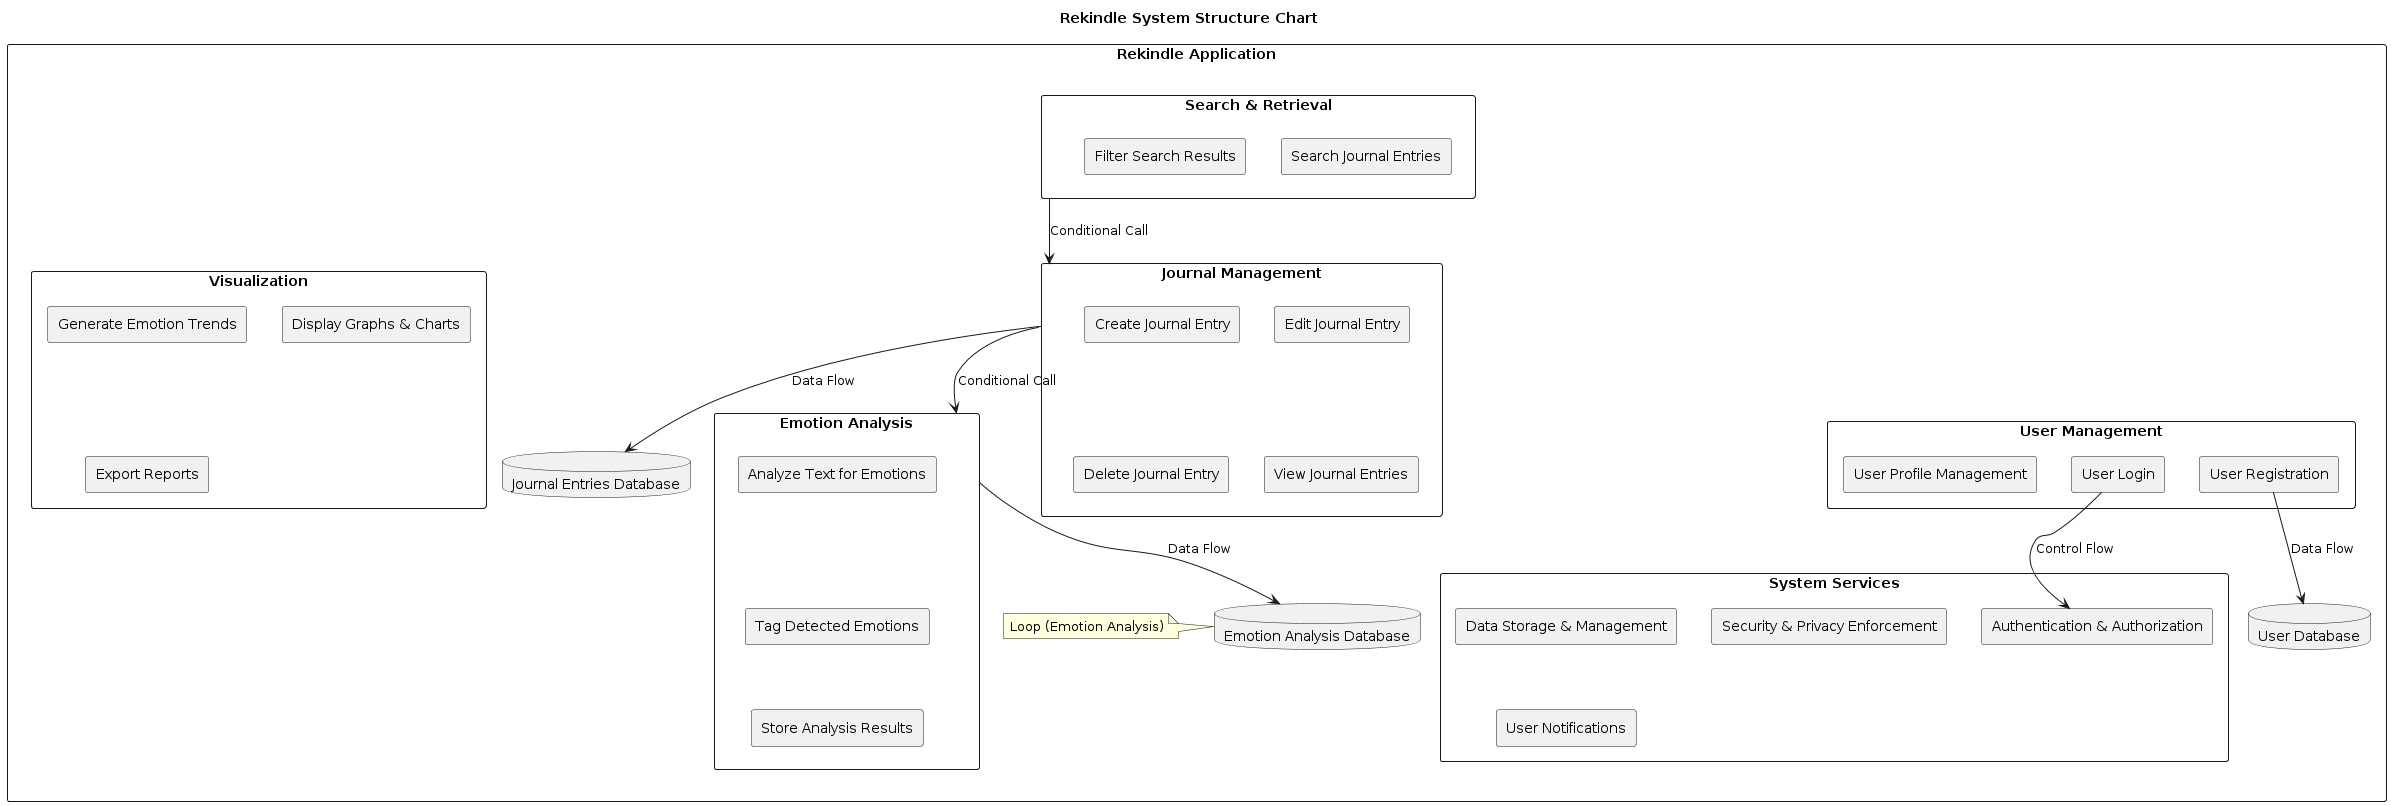 Rekindle System Structure Chart
Rekindle Application
Search & Retrieval
Filter Search Results
Search Journal Entries
Conditional Call
Visualization
Generate Emotion Trends
Display Graphs & Charts
Export Reports
Journal Management
Create Journal Entry
Edit Journal Entry
Delete Journal Entry
View Journal Entries
Data Flow
Conditional Call
Journal Entries Database
Emotion Analysis
Analyze Text for Emotions
Tag Detected Emotions
Store Analysis Results
Data Flow
Loop (Emotion Analysis)
Emotion Analysis Database
User Management
User Profile Management
User Login
User Registration
Control Flow
Data Flow
System Services
Data Storage & Management
Security & Privacy Enforcement
Authentication & Authorization
User Notifications
User Database